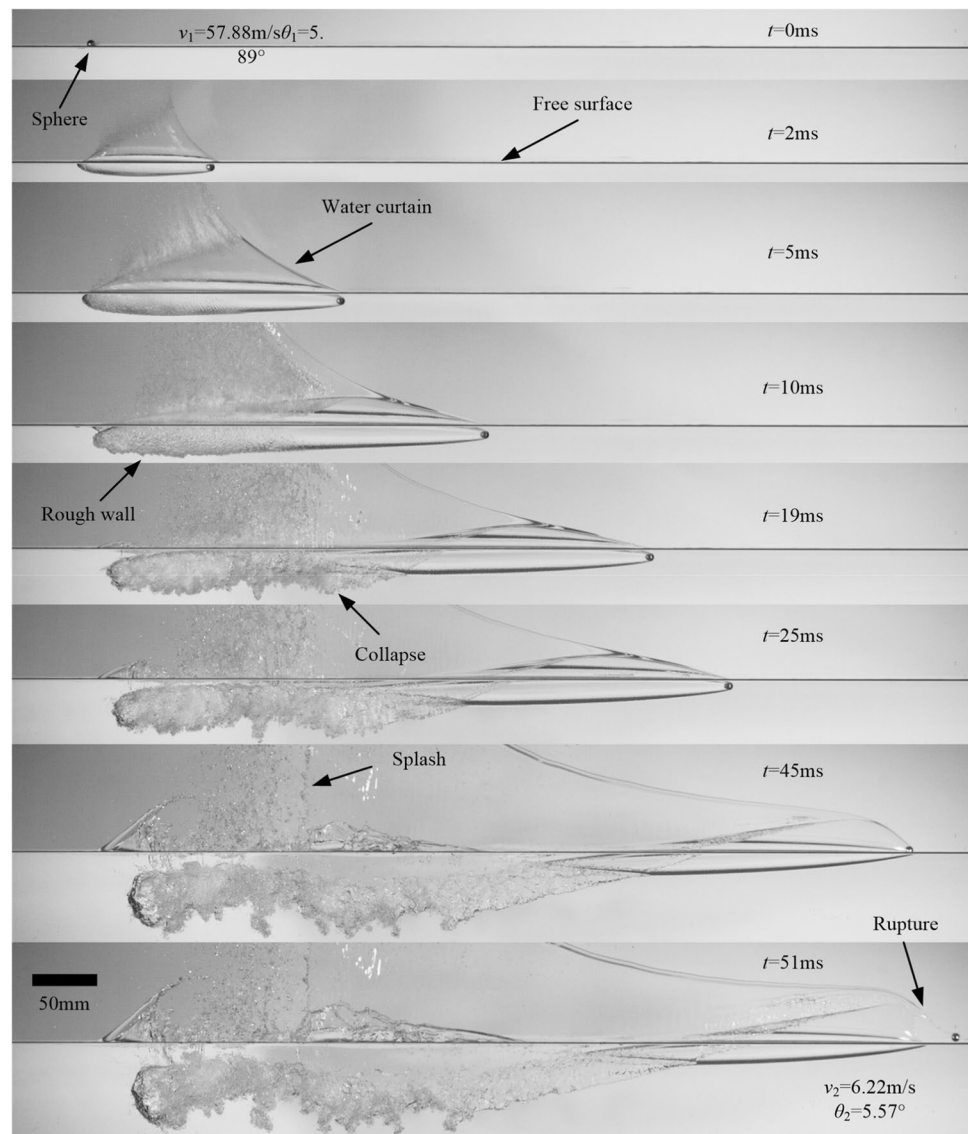 v₁=57.88m/sθ₁=5.
89°
t=0ms
Sphere
Free surface
t=2ms
Water curtain
t=5ms
t=10ms
Rough wall
t=19ms
Collapse
t=25ms
Splash
t=45ms
Rupture
t=51ms
50mm
v₂=6.22m/s
θ₂=5.57°